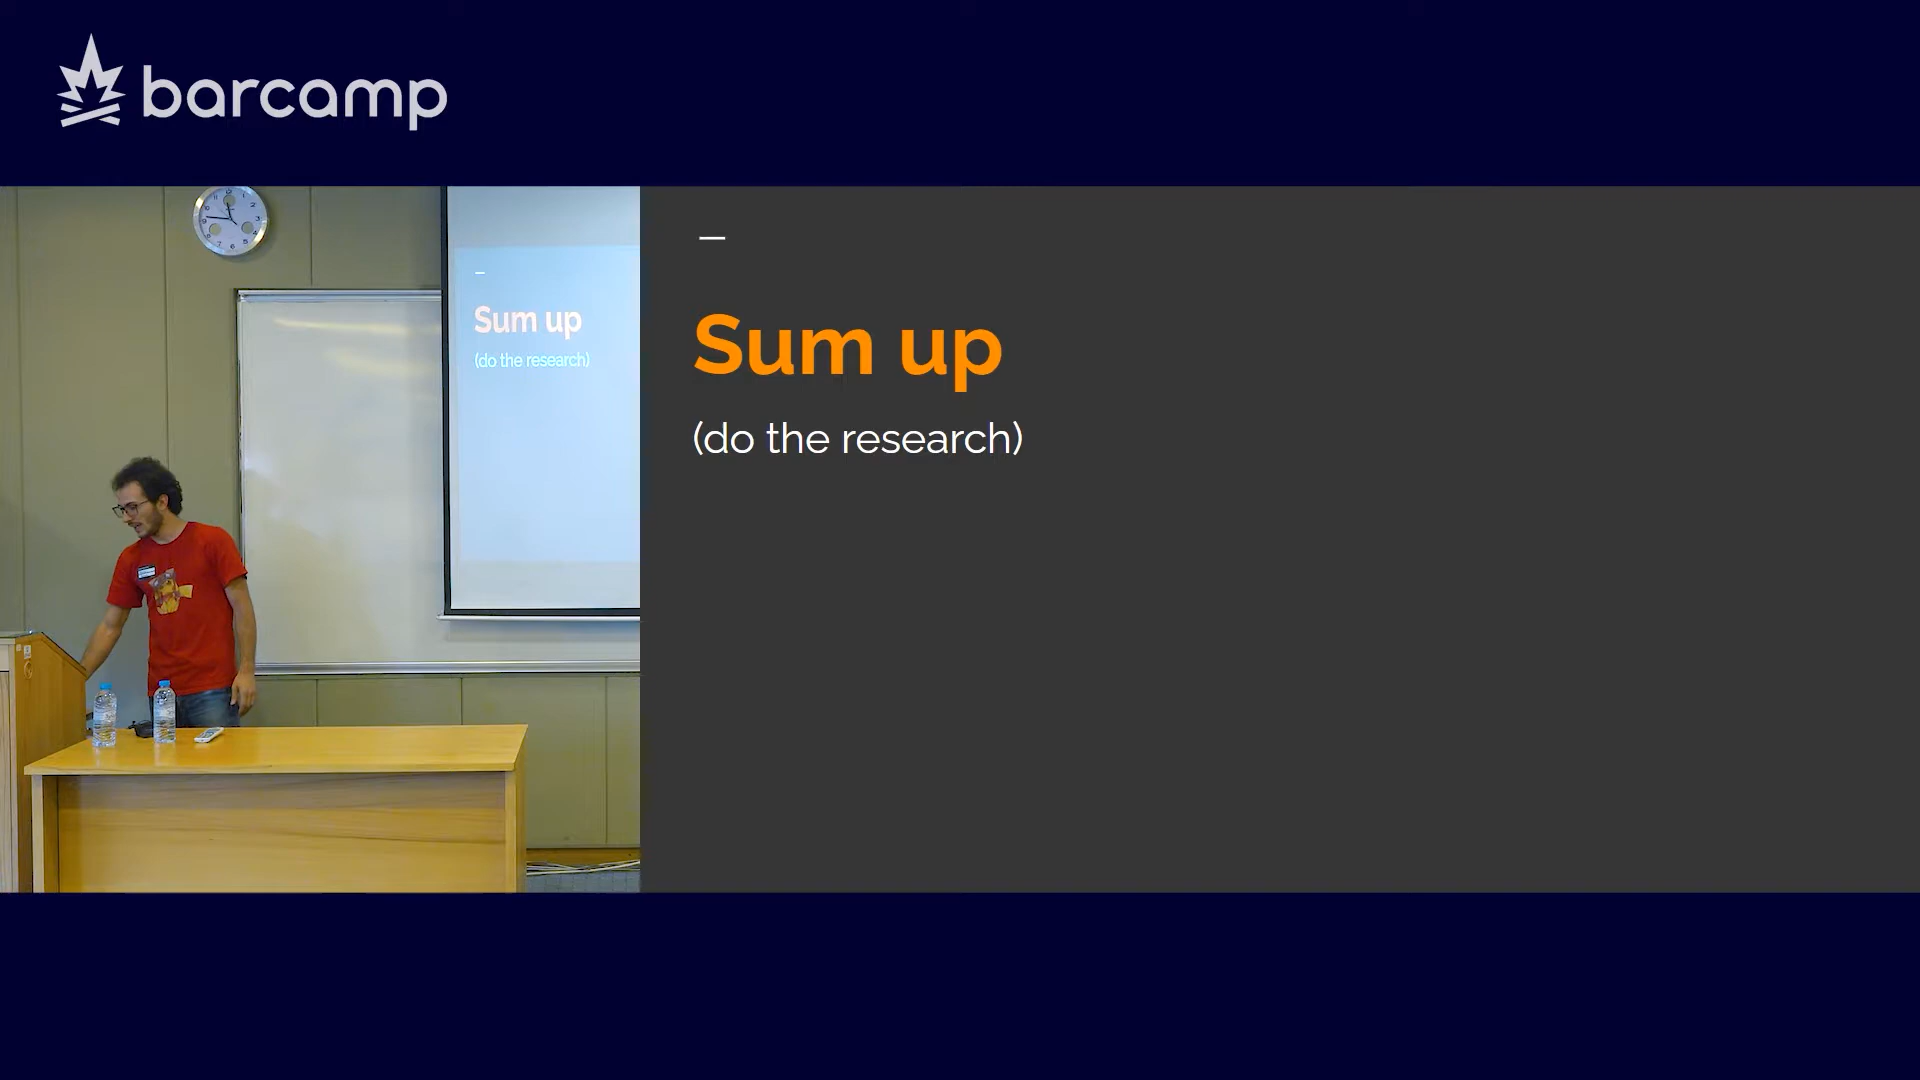 barcamp
Sum up
(do the research)
Sum up
(do the research)